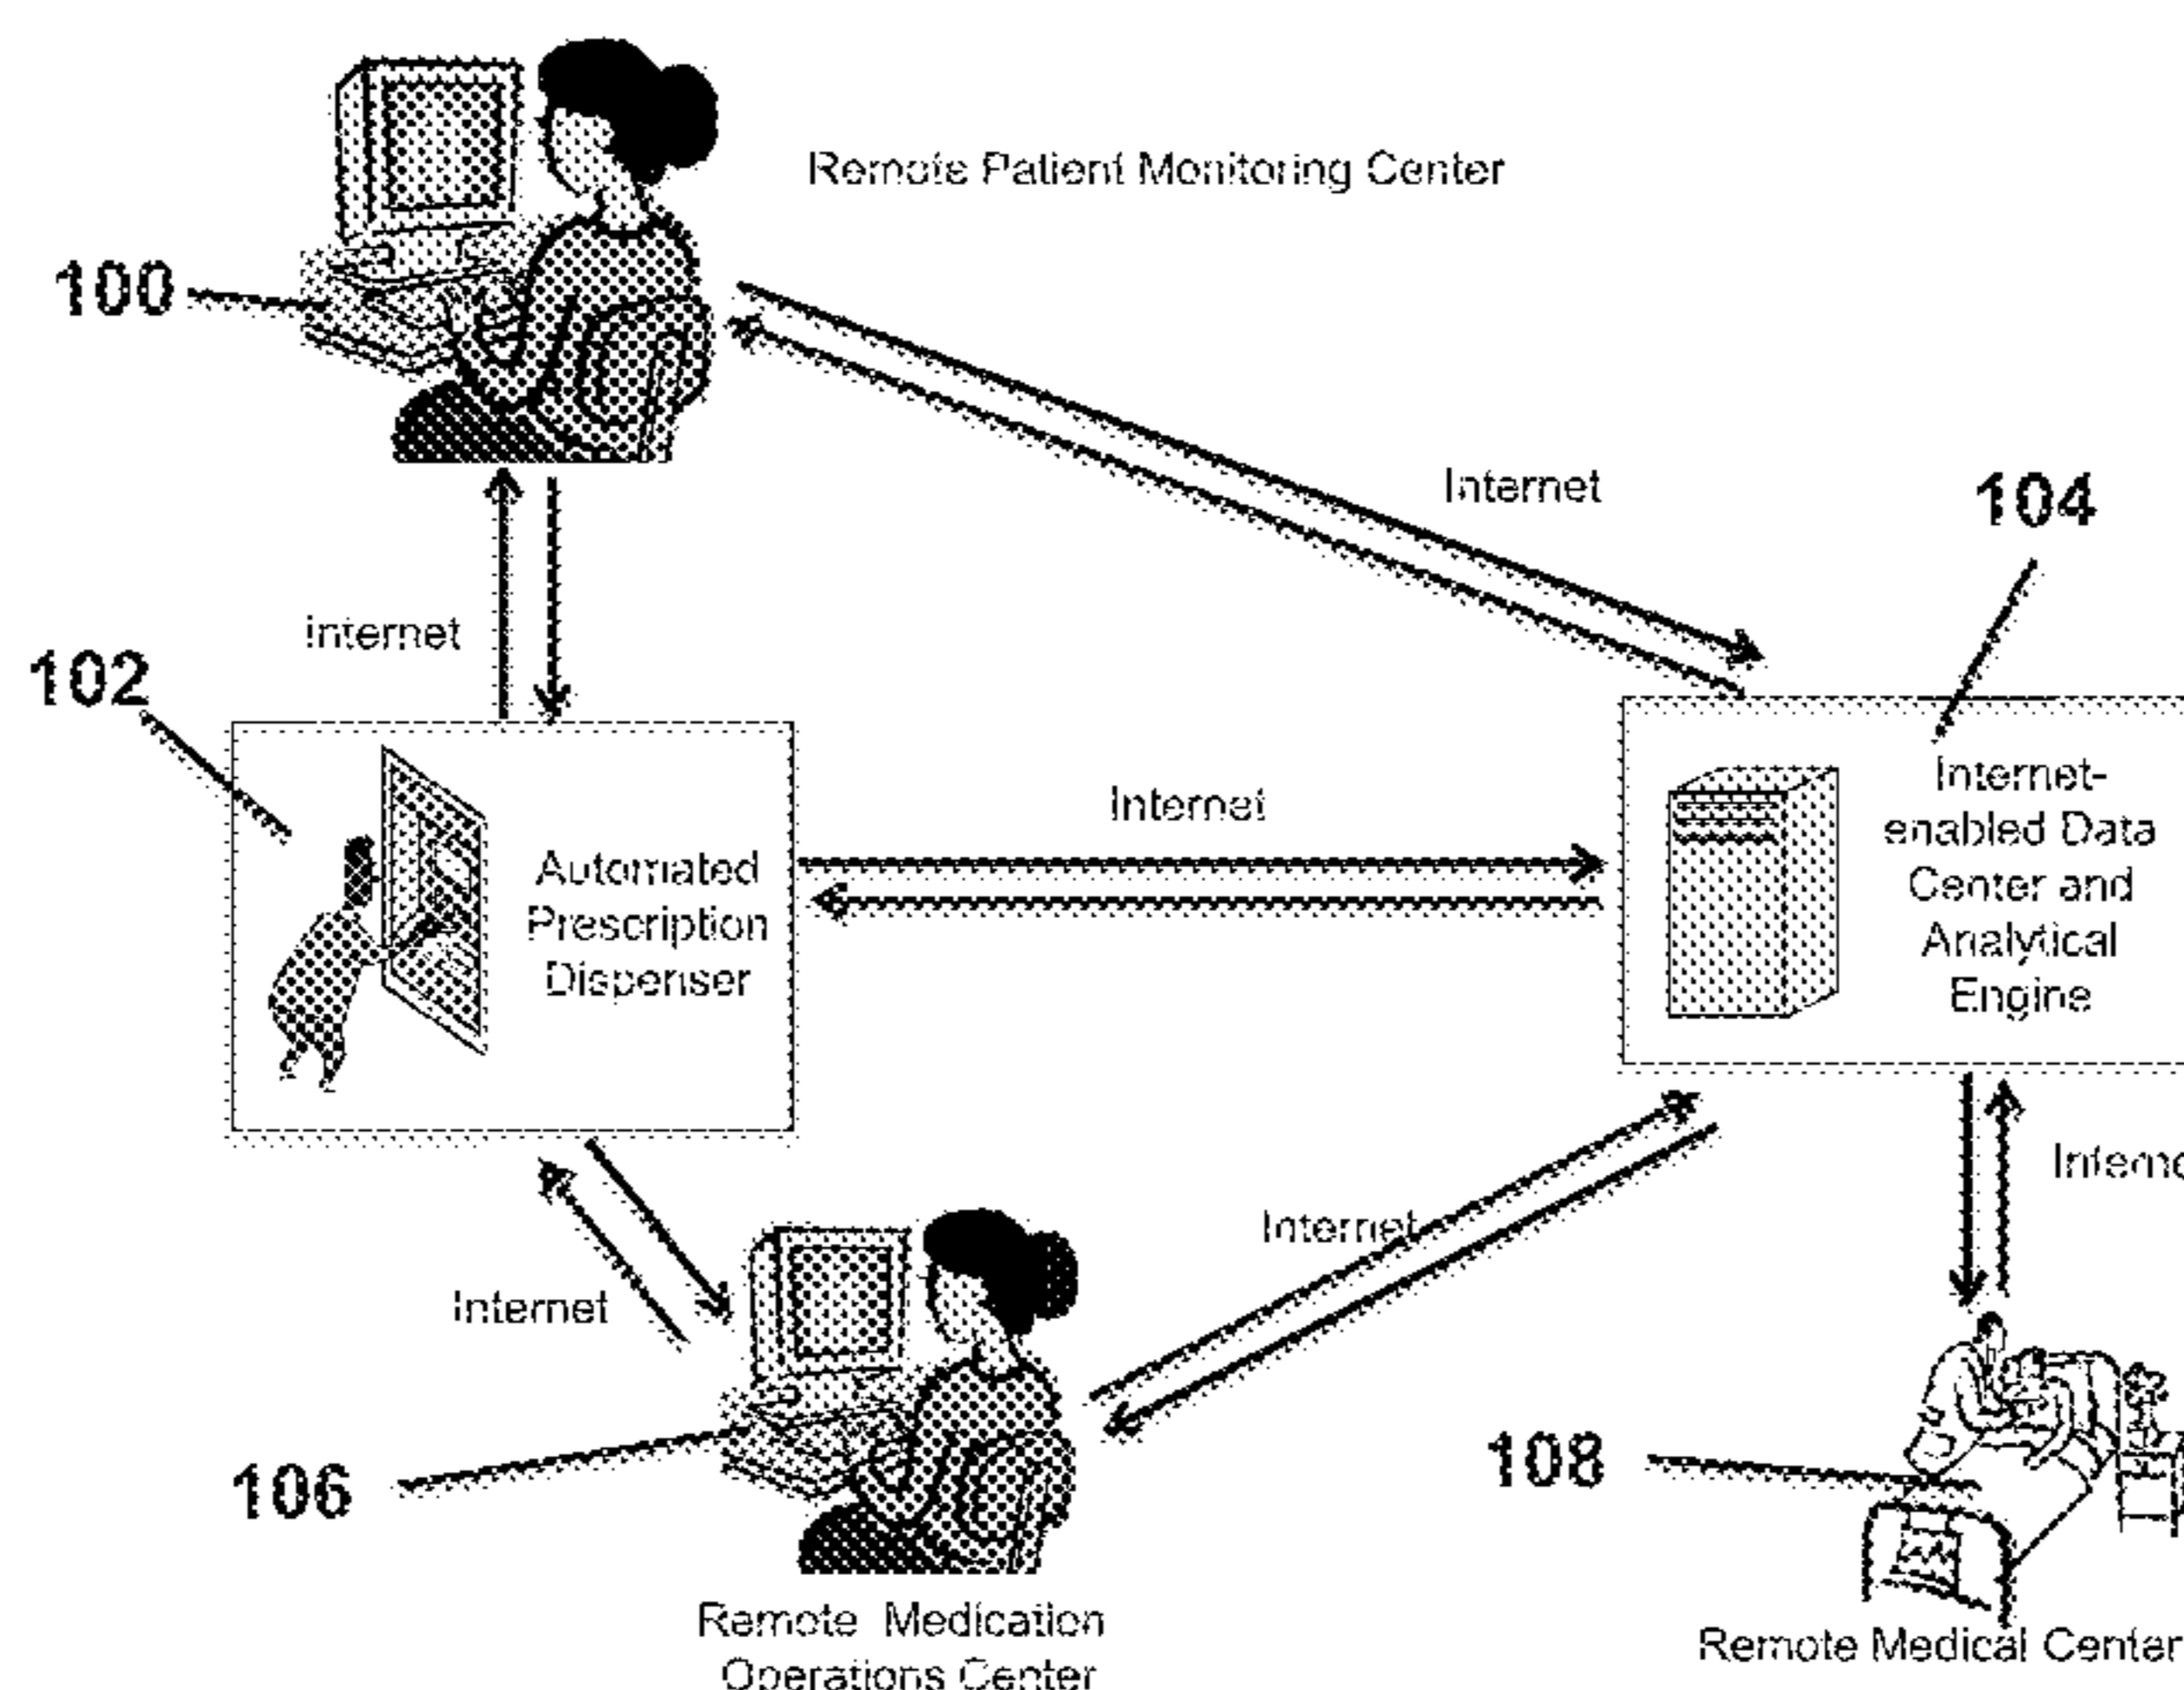 Remote Patient Monitoring Center
100
Internet
104
Internet
102
Internet-
enabled Data
Center and
Analytical
Engine
Internet
Automated
Prescription
Dispenser
Internet
Internet
Internet
106
108
Remote Medication
Operations Center
Remote Medical Center